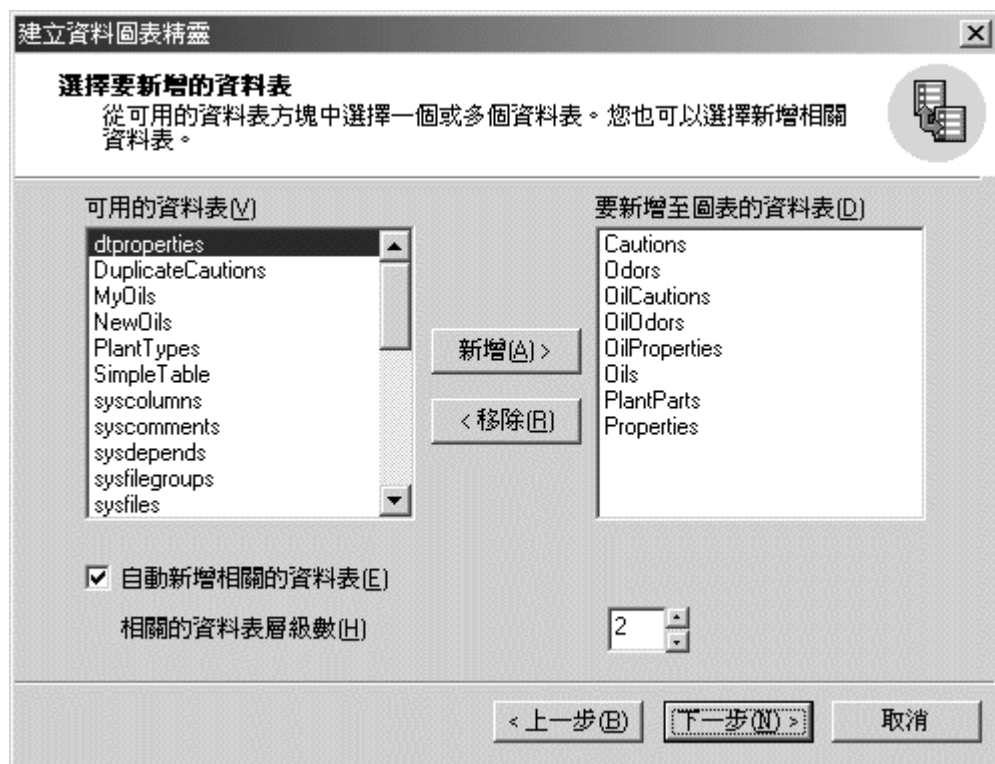 建立資料圖表精靈
選擇要新增的資料表
從可用的資料表方塊中選擇一個或多個資料表。您也可以選擇新增相關
資料表。
可用的資料表(V)
要新增至圖表的資料表(D)
dtproperties
DuplicateCautions
MyOils
NewOils
PlantTypes
SimpleTable
syscolumns
syscomments
sysdepends
sysfilegroups
sysfiles
新增(A) >
< 移除(R)
Cautions
Odors
OilCautions
OilOdors
OilProperties
Oils
PlantParts
Properties
自動新增相關的資料表(E)
相關的資料表層級數(H)
2
< 上一步(B)
下一步(N) >
取消